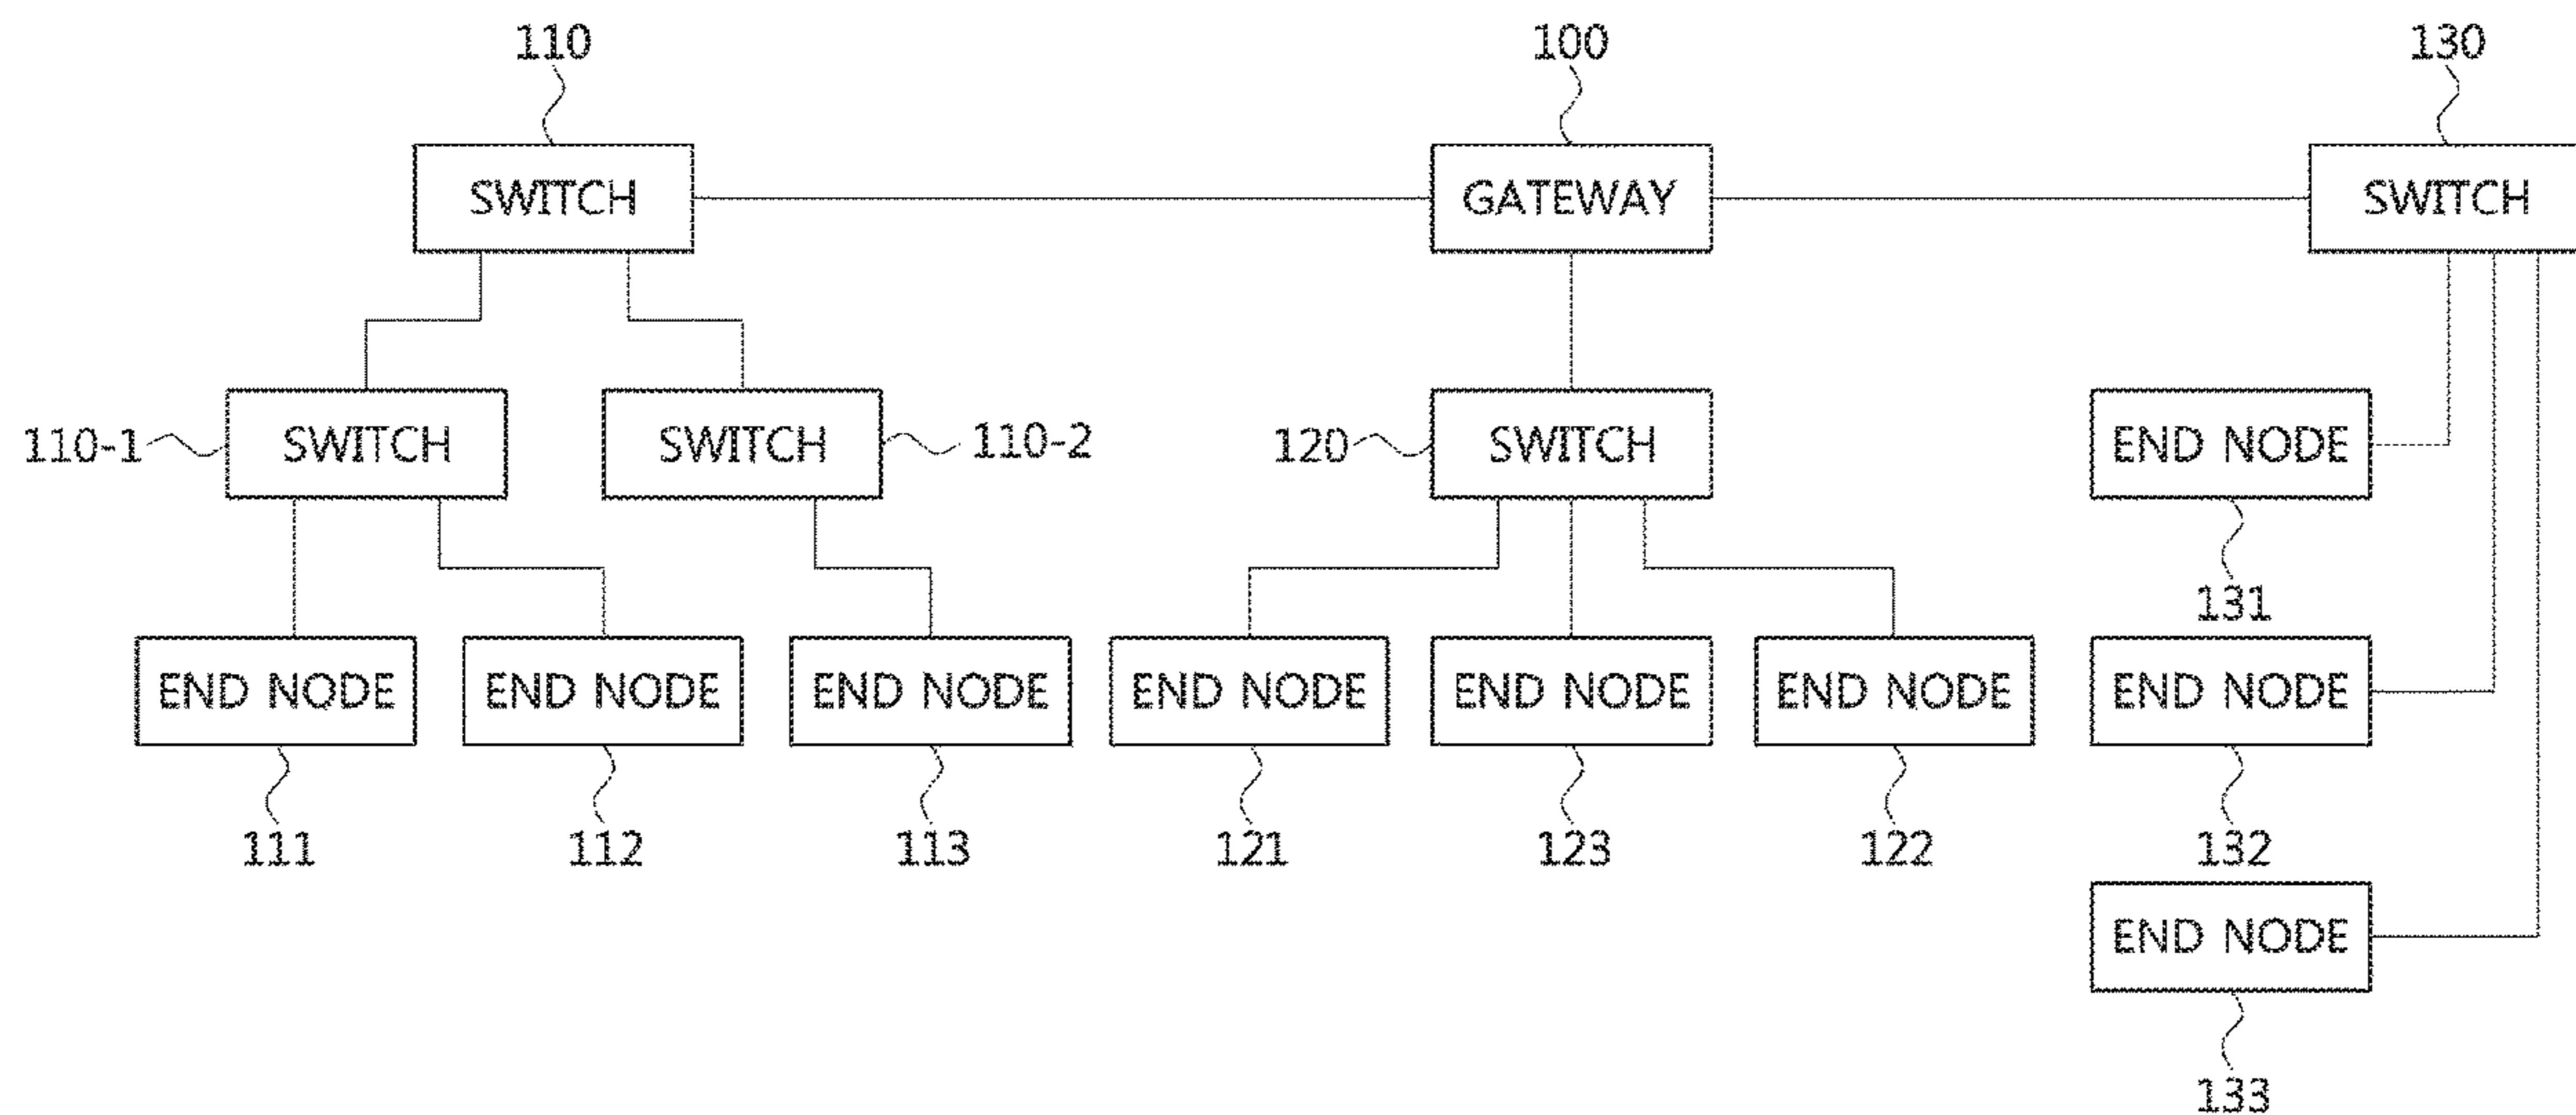 110
100
130
SWITCH
GATEWAY
SWITCH
110-1
SWITCH
SWITCH
110-2
120
SWITCH
END NODE
131
END NODE
END NODE
END NODE
END NODE
END NODE
END NODE
END NODE
111
112
113
121
123
122
132
END NODE
133